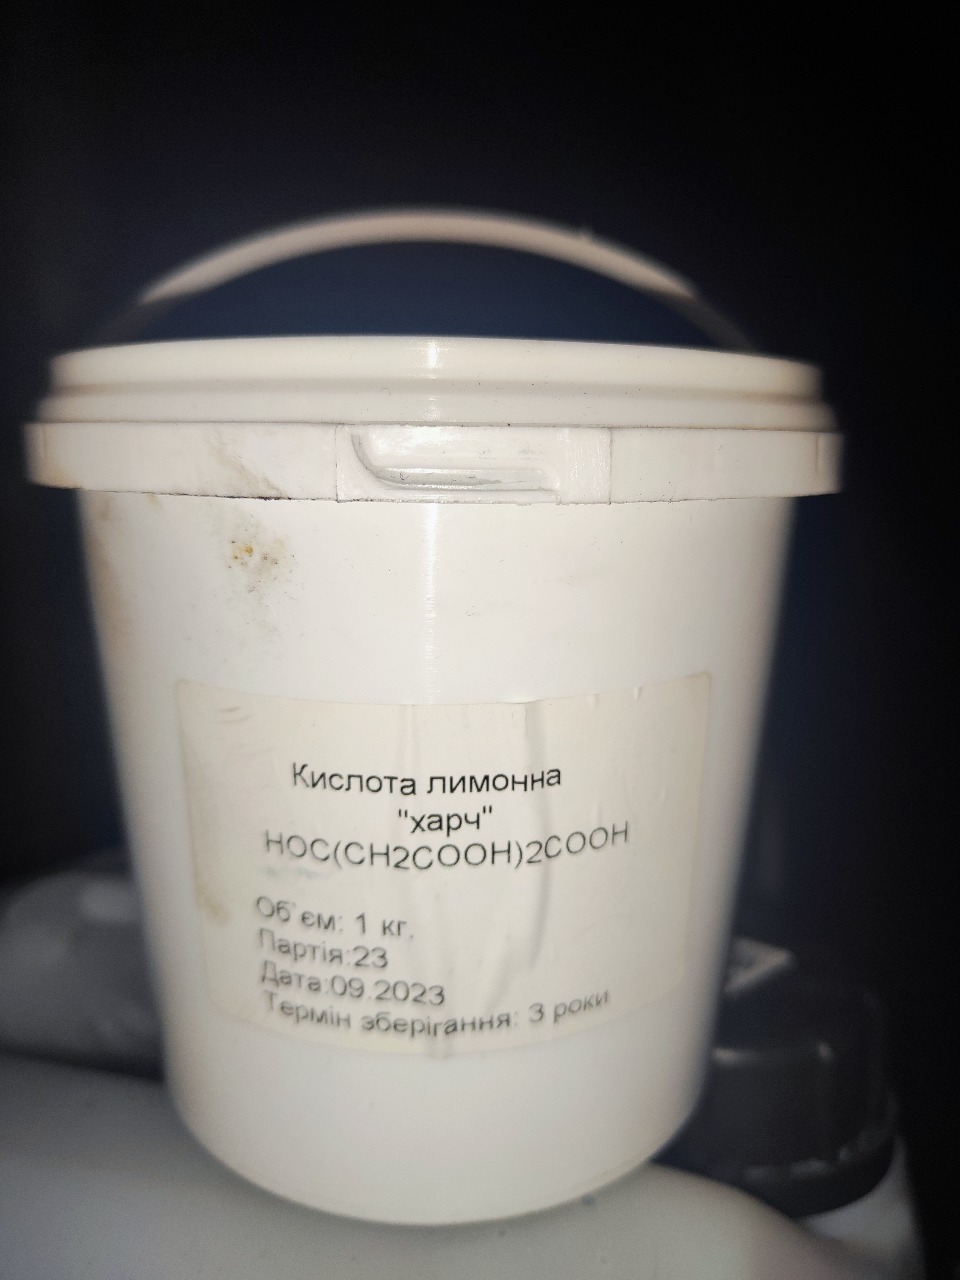 Кислота лимонна
"харч"
HOC(CH2COOH)2COOH
Об`єм: 1 кг.
Партія:23
Дата:09.2023
Термін зберігання: 3 роки